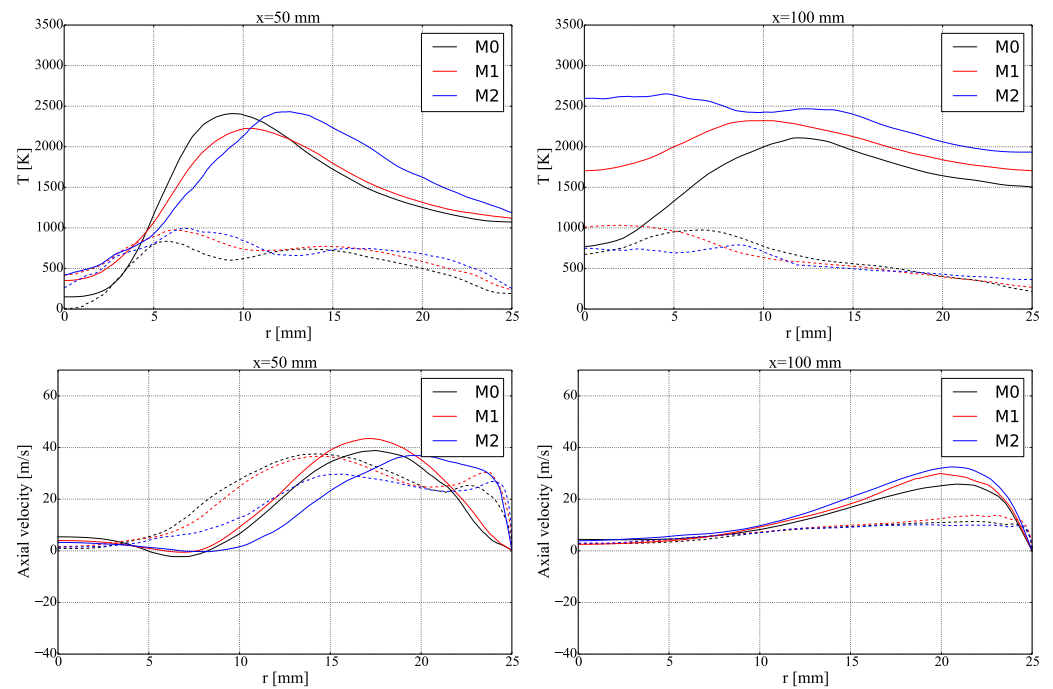 x=50 mm
3500
3000
2500
2000
1500
1000
500
0
T [K]
0 5 10 15 20 25
r [mm]
M0
M1
M2
x=100 mm
3500
3000
2500
2000
1500
1000
500
0
T [K]
0 5 10 15 20 25
r [mm]
M0
M1
M2
x=50 mm
60
40
20
0
−20
−40
Axial velocity [m/s]
0 5 10 15 20 25
r [mm]
M0
M1
M2
x=100 mm
60
40
20
0
−20
−40
Axial velocity [m/s]
0 5 10 15 20 25
r [mm]
M0
M1
M2